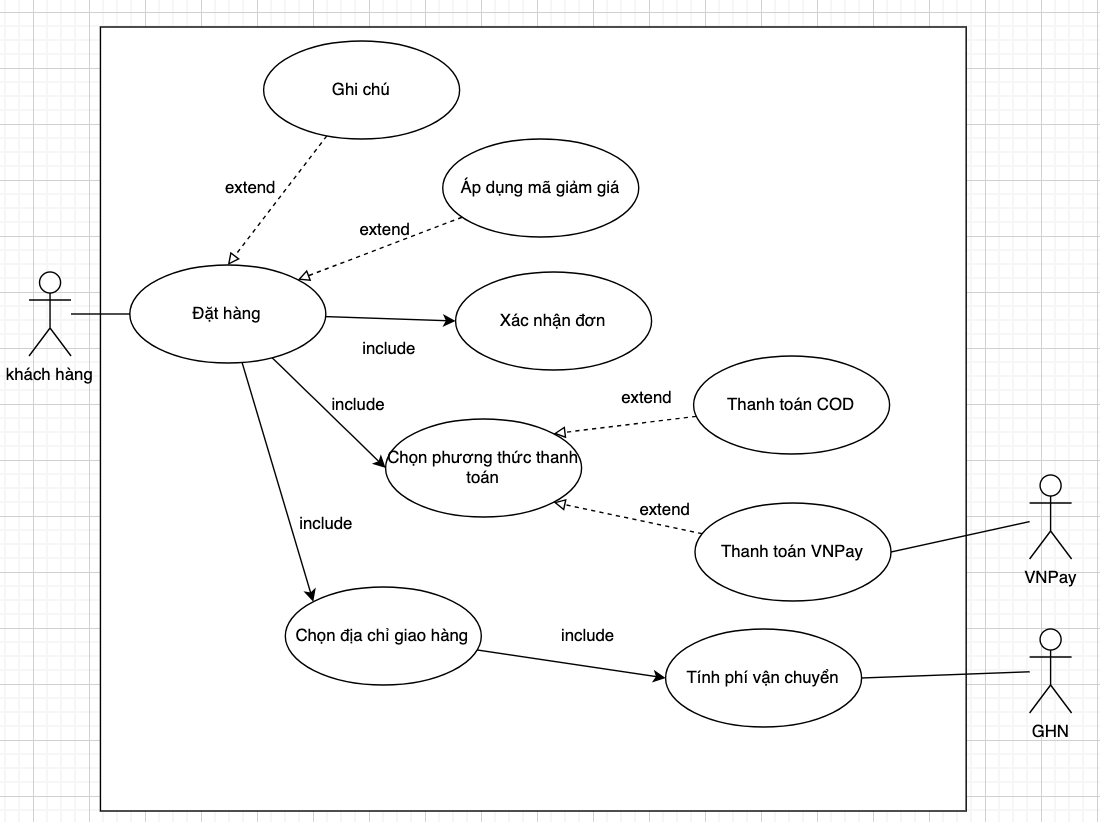 Ghi chú
extend
Áp dụng mã giảm giá
extend
Đặt hàng
Xác nhận đơn
include
khách hàng
include
extend
Thanh toán COD
Chọn phương thức thanh
toán
extend
Thanh toán VNPay
include
VNPay
Chọn địa chỉ giao hàng
include
Tính phí vận chuyển
GHN